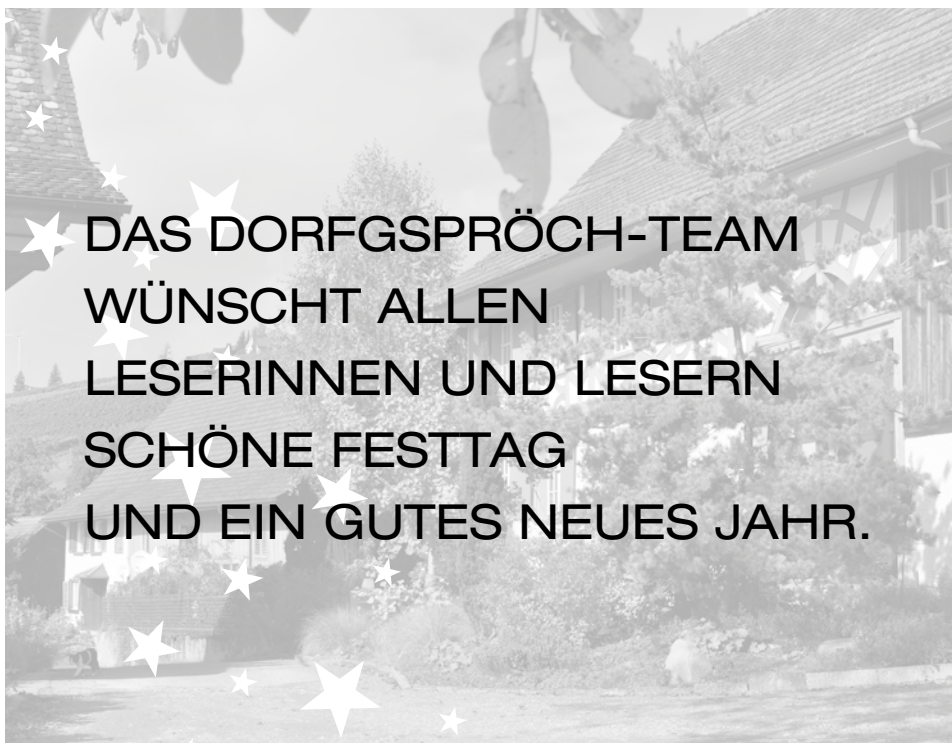 DAS DORFGSPRÖCH-TEAM
WÜNSCHT ALLEN
LESERINNEN UND LESERN
SCHÖNE FESTTAG
UND EIN GUTES NEUES JAHR.